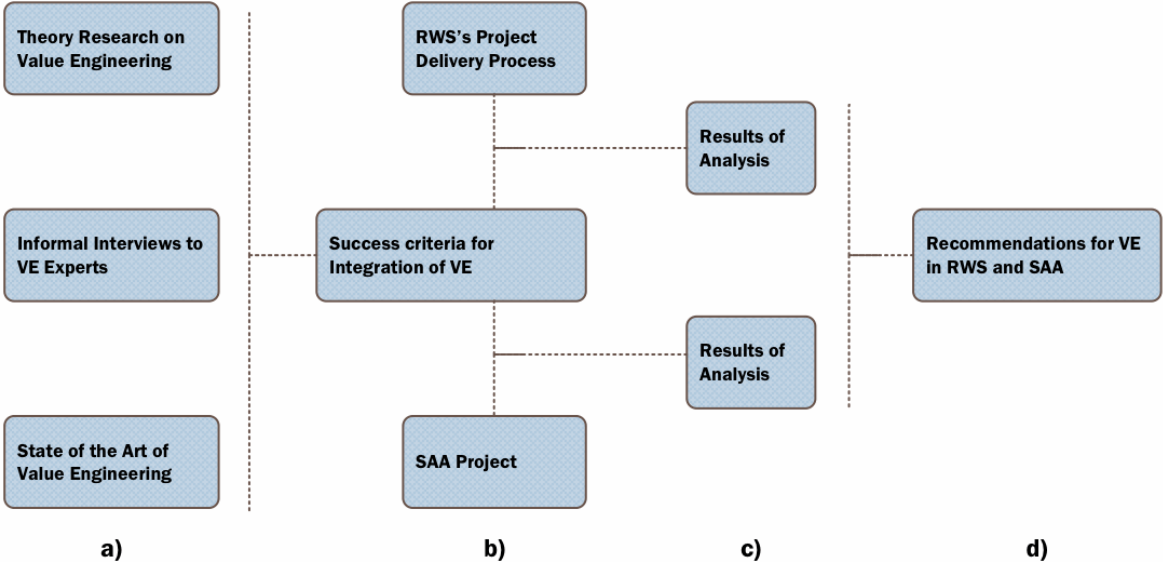 Theory Research on
Value Engineering
Informal Interviews to
VE Experts
State of the Art of
Value Engineering
a)
RWS's Project
Delivery Process
Success criteria for
Integration of VE
SAA Project
b)
Results of
Analysis
Results of
Analysis
c)
Recommendations for VE
in RWS and SAA
d)